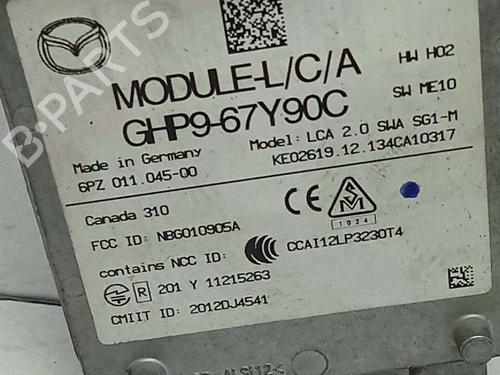 MODULE-L/C/A
HW H02
GHP9-67Y90C
SW ME10
Made in Germany
Model: LCA 2.0 SWA SG1-M
6PZ 011.045-00
KE02619.12.134CA10317
Canada 310
FCC ID: NBG010905A
CE
1024
contains NCC ID:
CCAI12LP3230T4
R 201 Y 11215263
CMIIT ID: 2012DJ4541
B-PARTS